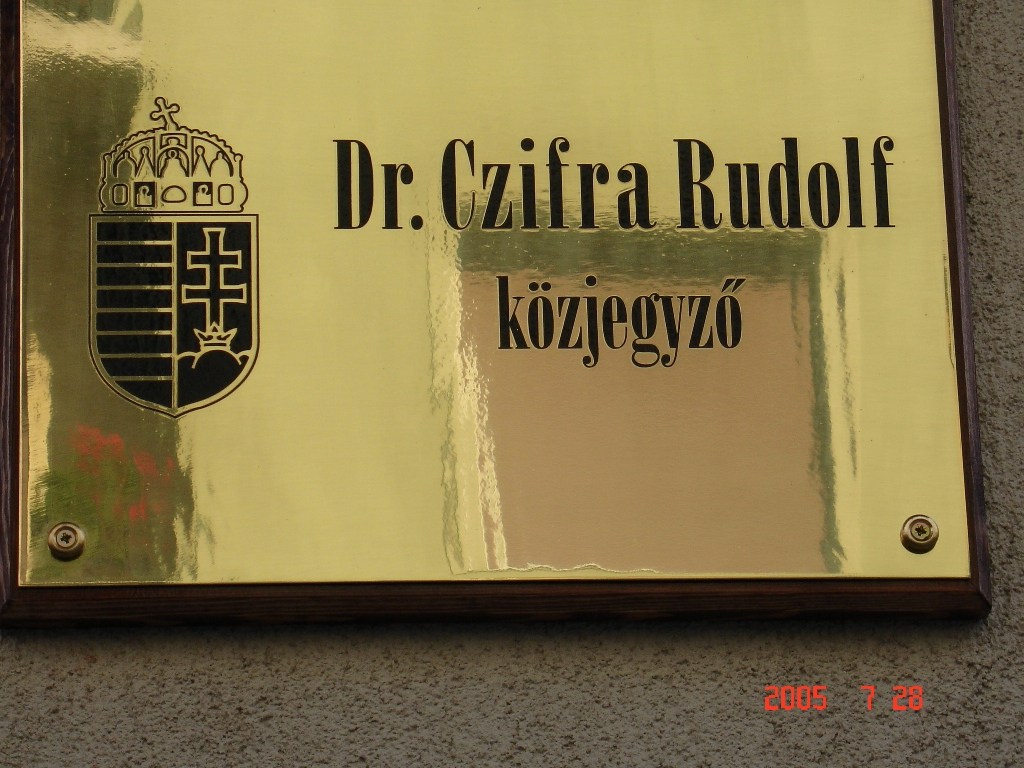 Dr. Czifra Rudolf
közjegyző
2005 7 28